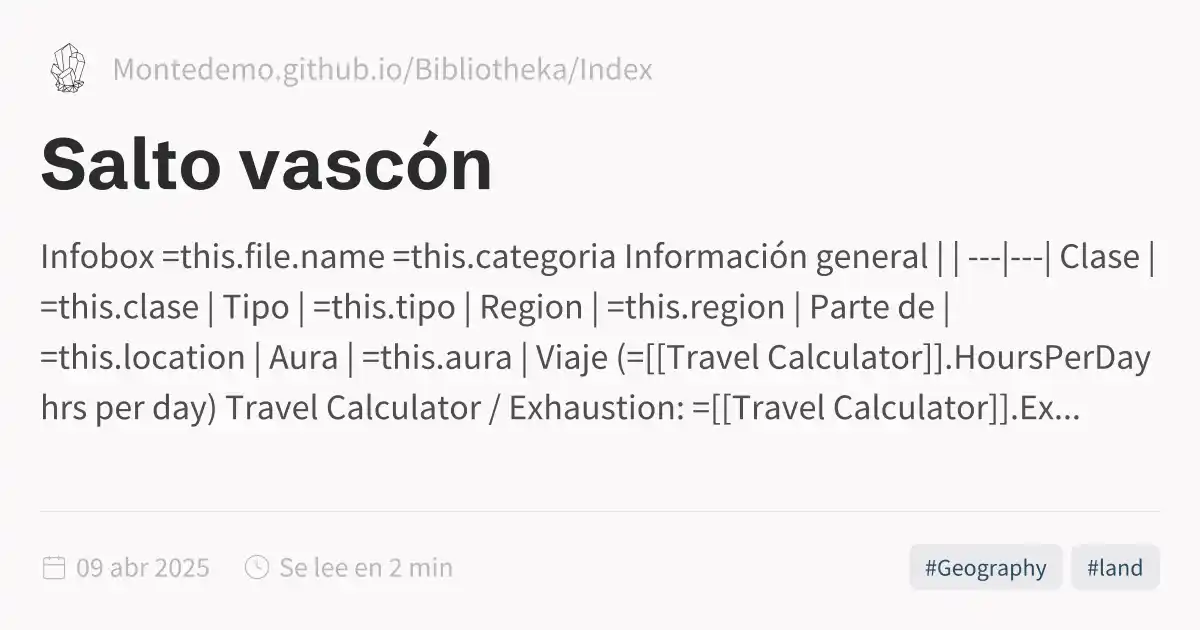 Montedemo.github.io/Bibliotheka/Index
Salto vascón
Infobox =this.file.name =this.categoria Información general | | ---|---| Clase |
=this.clase | Tipo | =this.tipo | Region | =this.region | Parte de |
=this.location | Aura | =this.aura | Viaje (=[[Travel Calculator]].HoursPerDay
hrs per day) Travel Calculator / Exhaustion: =[[Travel Calculator]].Ex...
09 abr 2025 Se lee en 2 min #Geography #land